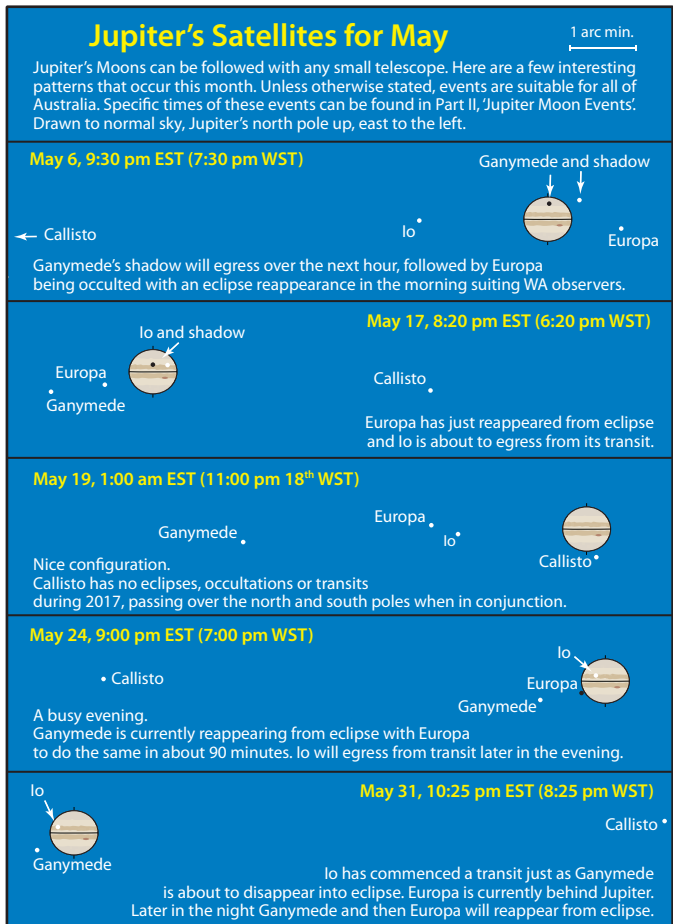 Jupiter's Satellites for May
1 arc min.
Jupiter's Moons can be followed with any small telescope. Here are a few interesting
patterns that occur this month. Unless otherwise stated, events are suitable for all of
Australia. Specific times of these events can be found in Part II, 'Jupiter Moon Events'.
Drawn to normal sky, Jupiter's north pole up, east to the left.
May 6, 9:30 pm EST (7:30 pm WST)
Ganymede and shadow
Callisto
Io
Europa
Ganymede's shadow will egress over the next hour, followed by Europa
being occulted with an eclipse reappearance in the morning suiting WA observers.
Io and shadow
May 17, 8:20 pm EST (6:20 pm WST)
Europa
Ganymede
Callisto
Europa has just reappeared from eclipse
and Io is about to egress from its transit.
May 19, 1:00 am EST (11:00 pm 18th WST)
Ganymede
Europa
Io
Callisto
Nice configuration.
Callisto has no eclipses, occultations or transits
during 2017, passing over the north and south poles when in conjunction.
May 24, 9:00 pm EST (7:00 pm WST)
Io
Callisto
Europa
Ganymede
A busy evening.
Ganymede is currently reappearing from eclipse with Europa
to do the same in about 90 minutes. Io will egress from transit later in the evening.
Io
May 31, 10:25 pm EST (8:25 pm WST)
Callisto
Ganymede
Io has commenced a transit just as Ganymede
is about to disappear into eclipse. Europa is currently behind Jupiter.
Later in the night Ganymede and then Europa will reappear from eclipse.